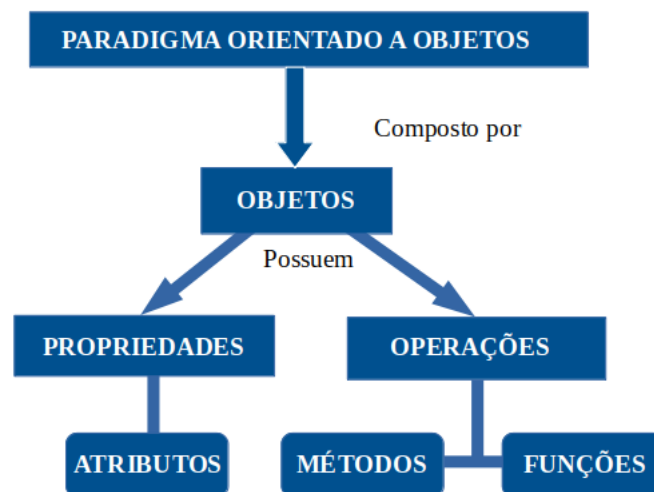 PARADIGMA ORIENTADO A OBJETOS
Composto por
OBJETOS
Possuem
PROPRIEDADES
OPERAÇÕES
ATRIBUTOS
MÉTODOS
FUNÇÕES